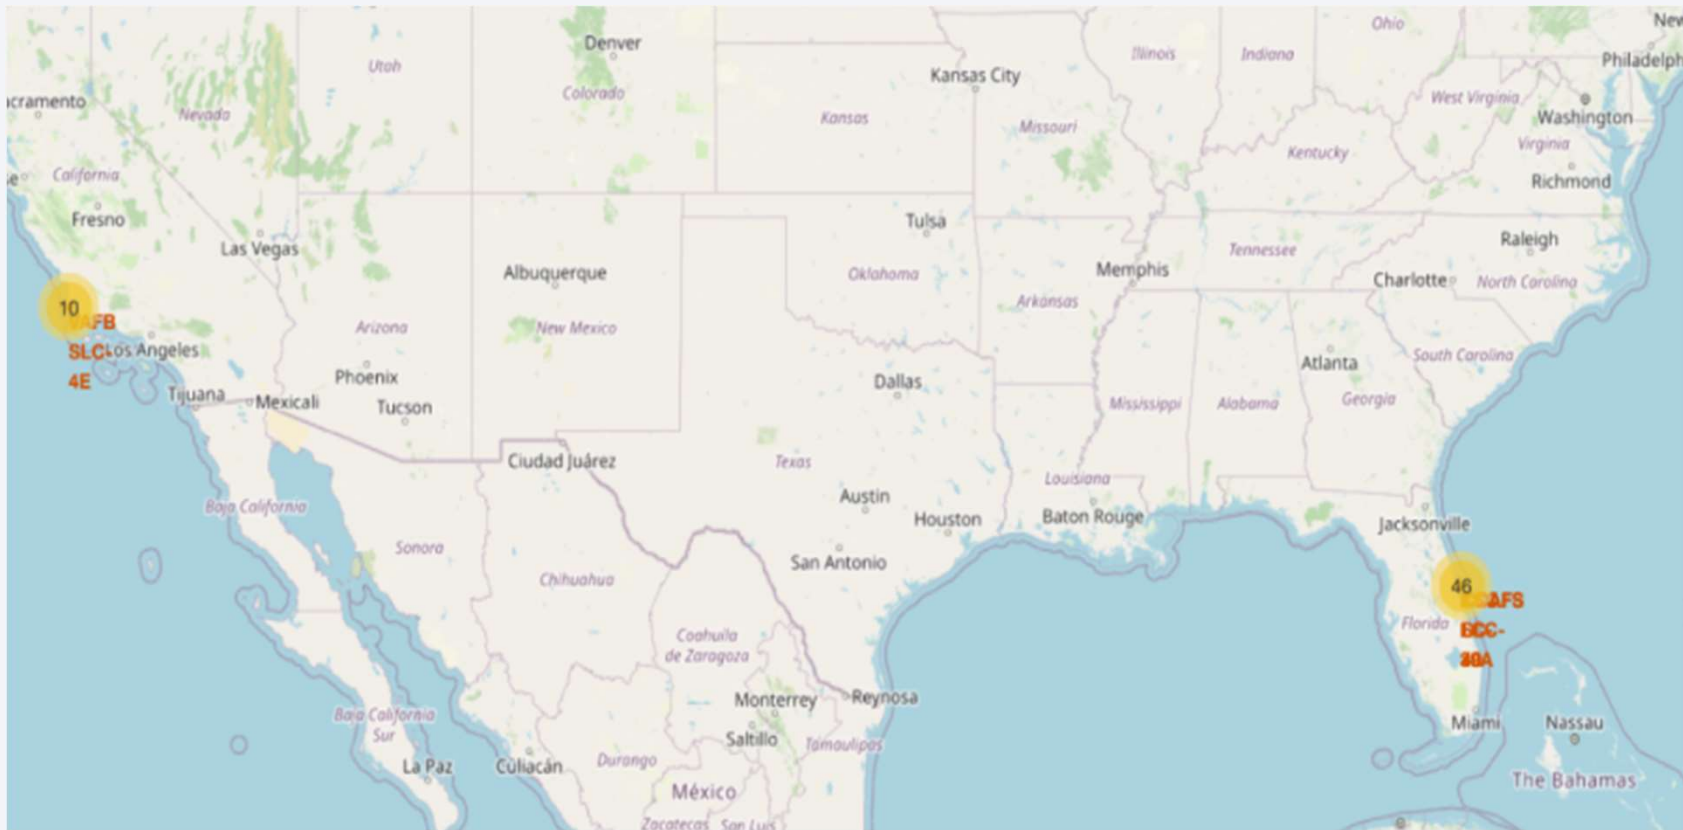 New
Denver
Ohio
Utah
Illinois
Indiana
Philadelph
Kansas City
Colorado
West Virginia
acramento
Nevada
Kansas
Washington
Missouri
Virginia
Kentucky
California
Richmond
Fresno
Tulsa
Las Vegas
Raleigh
Tennessee
Albuquerque
Oklahoma
Memphis
Charlotte
North Carolina
Arkansas
10
Arizona
New Mexico
VAFB
SLC-
4E
Los Angeles
South Carolina
Atlanta
Phoenix
Dallas
Tijuana
Mexicali
Tucson
Mississippi
Alabama
Georgia
Ciudad Juárez
Texas
Louisiana
Baja California
Austin
Houston
Baton Rouge
Jacksonville
Sonora
San Antonio
Chihuahua
46
Florida
Coahuila
de Zaragoza
Monterrey
Reynosa
Baja California
Sur
Saltillo
Tamaulipas
Miami
Nassau
La Paz
Culiacán
Durango
México
The Bahamas
Zacatecas
San Luis